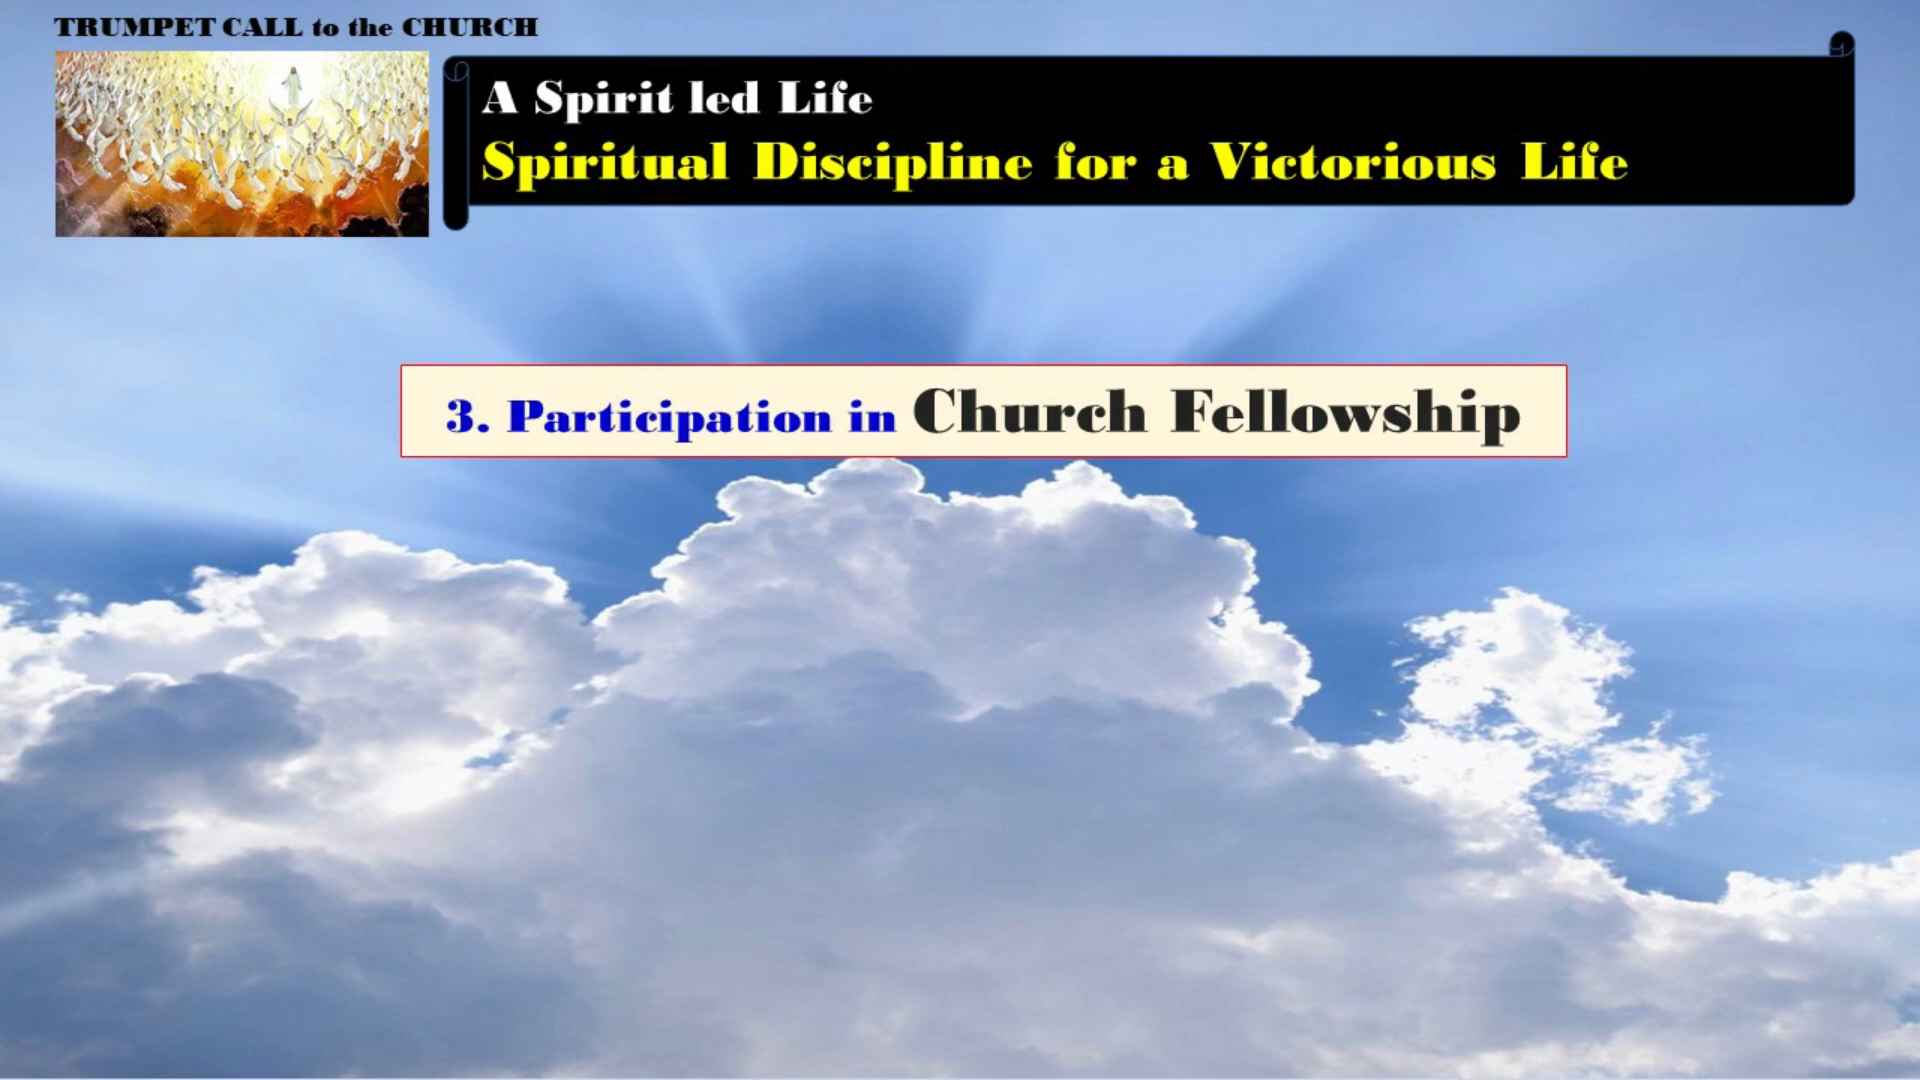 TRUMPET CALL to the CHURCH
A Spirit led Life
Spiritual Discipline for a Victorious Life
3. Participation in Church Fellowship